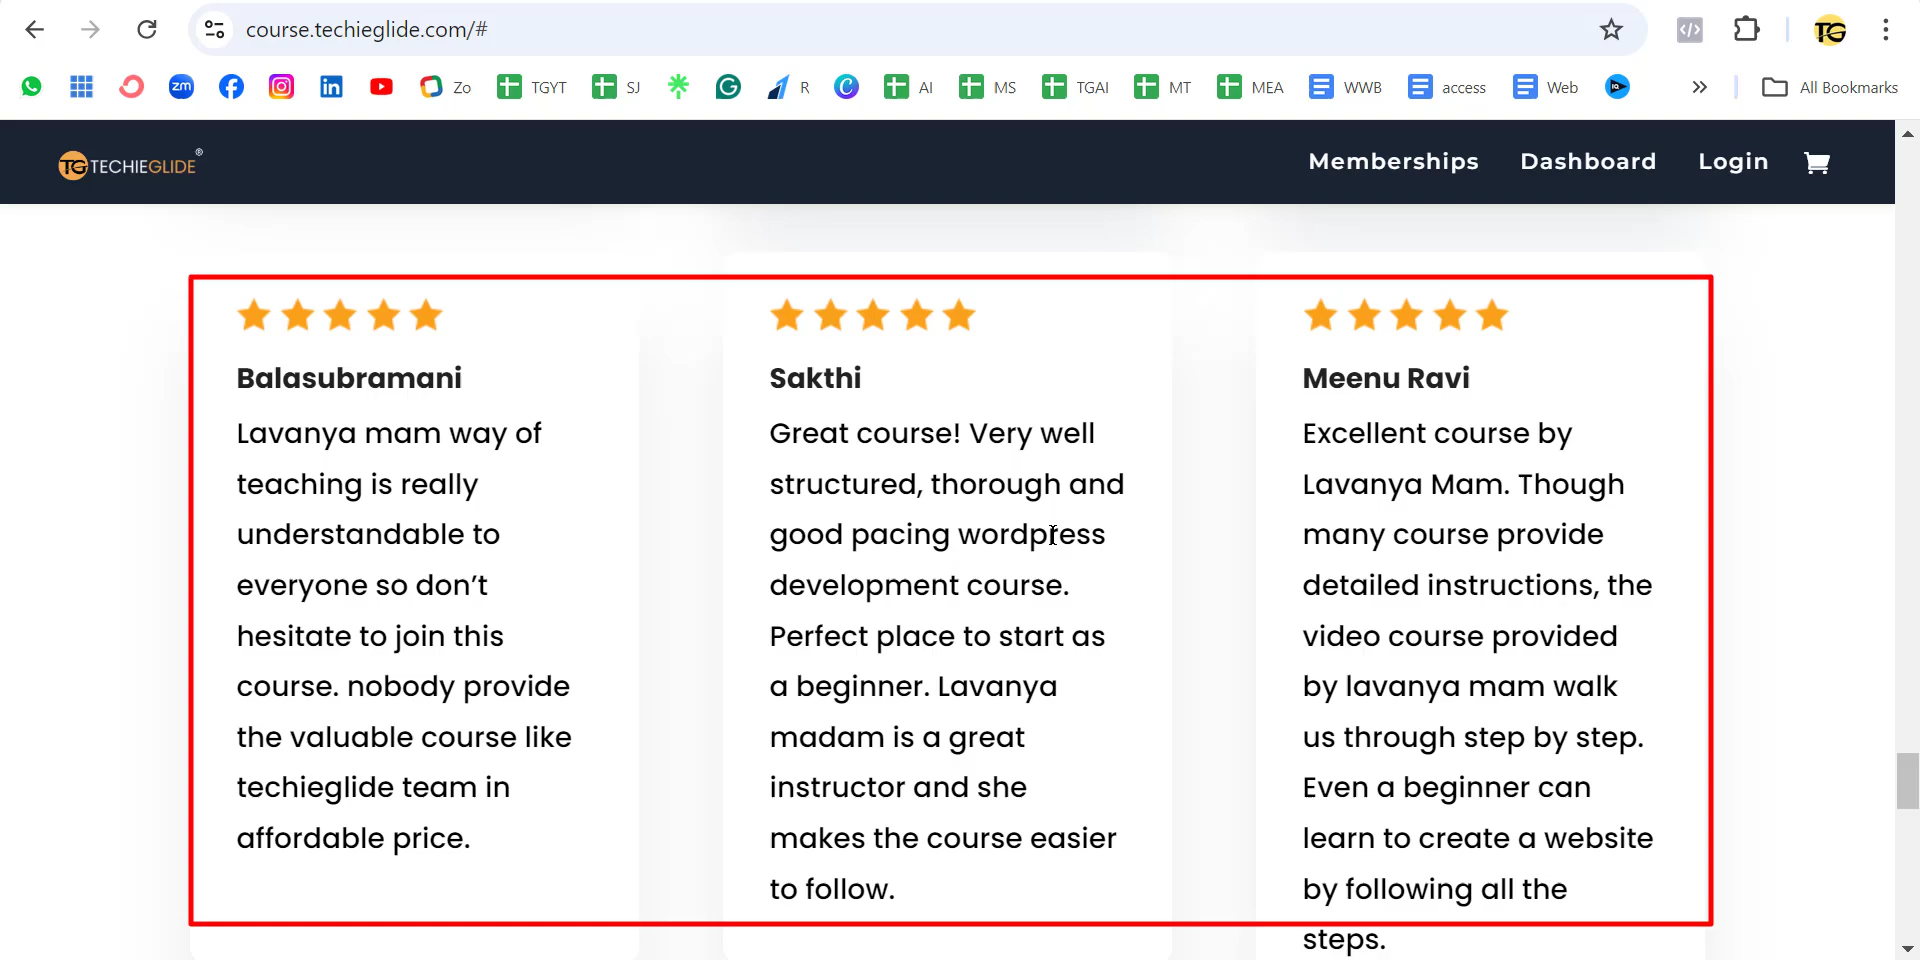 course.techieglide.com/#
TG
zm
Zo
TGYT
SJ
R
AI
MS
TGAI
MT
MEA
WWB
access
Web
All Bookmarks
TG TECHIEGLIDE®
Memberships
Dashboard
Login
Balasubramani
Lavanya mam way of
teaching is really
understandable to
everyone so don’t
hesitate to join this
course. nobody provide
the valuable course like
techieglide team in
affordable price.
Sakthi
Great course! Very well
structured, thorough and
good pacing wordpress
development course.
Perfect place to start as
a beginner. Lavanya
madam is a great
instructor and she
makes the course easier
to follow.
Meenu Ravi
Excellent course by
Lavanya Mam. Though
many course provide
detailed instructions, the
video course provided
by lavanya mam walk
us through step by step.
Even a beginner can
learn to create a website
by following all the
steps.